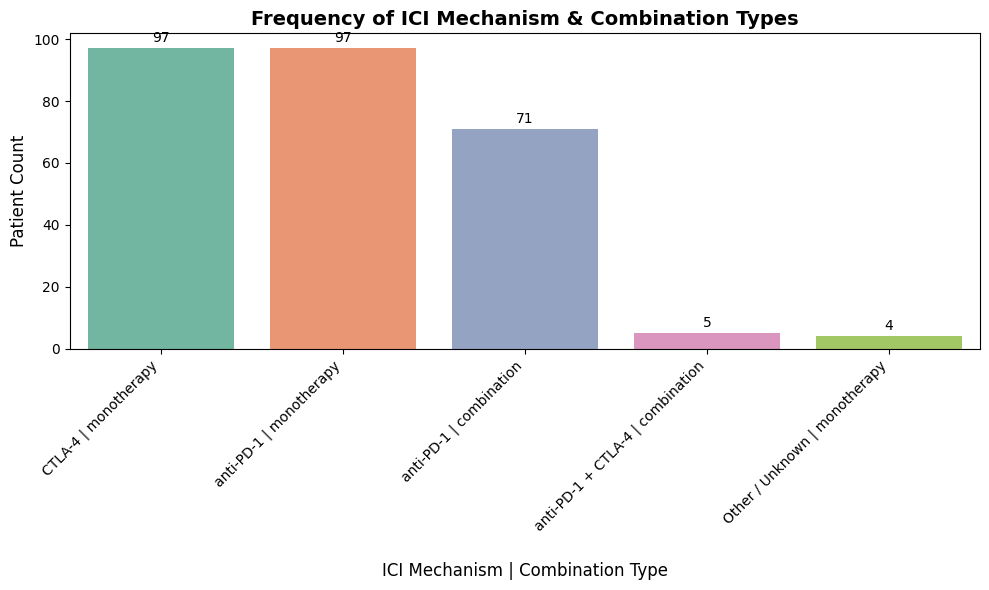 Frequency of ICI Mechanism & Combination Types
Patient Count
100
80
60
40
20
0
97
97
71
5
4
CTLA-4 | monotherapy
anti-PD-1 | monotherapy
anti-PD-1 | combination
anti-PD-1 + CTLA-4 | combination
Other / Unknown | monotherapy
ICI Mechanism | Combination Type